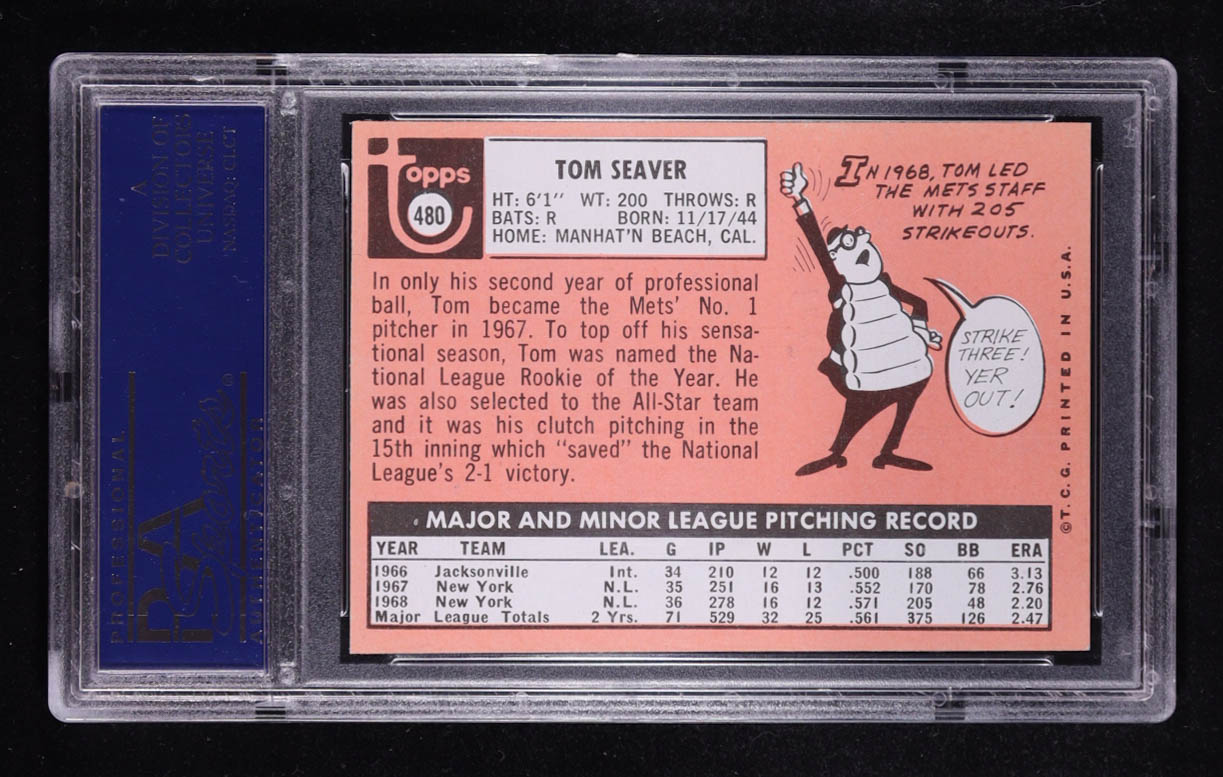 A
DIVISION OF
COLLECTORS
UNIVERSE
NASDAQ: CLCT
PROFESSIONAL
PSA
Sports
AUTHENTICATOR
topps
480
TOM SEAVER
HT: 6'1" WT: 200 THROWS: R
BATS: R BORN: 11/17/44
HOME: MANHAT'N BEACH, CAL.
In only his second year of professional
ball, Tom became the Mets' No. 1
pitcher in 1967. To top off his sensa-
tional season, Tom was named the Na-
tional League Rookie of the Year. He
was also selected to the All-Star team
and it was his clutch pitching in the
15th inning which "saved" the National
League's 2-1 victory.
IN 1968, TOM LED
THE METS STAFF
WITH 205
STRIKEOUTS.
STRIKE
THREE!
YER
OUT!
©T.C.G. PRINTED IN U.S.A.
MAJOR AND MINOR LEAGUE PITCHING RECORD
YEAR TEAM LEA. G IP W L PCT SO BB ERA
1966 Jacksonville Int. 34 210 12 12 .500 188 66 3.13
1967 New York N.L. 35 251 16 13 .552 170 78 2.76
1968 New York N.L. 36 278 16 12 .571 205 48 2.20
Major League Totals 2 Yrs. 71 529 32 25 .561 375 126 2.47